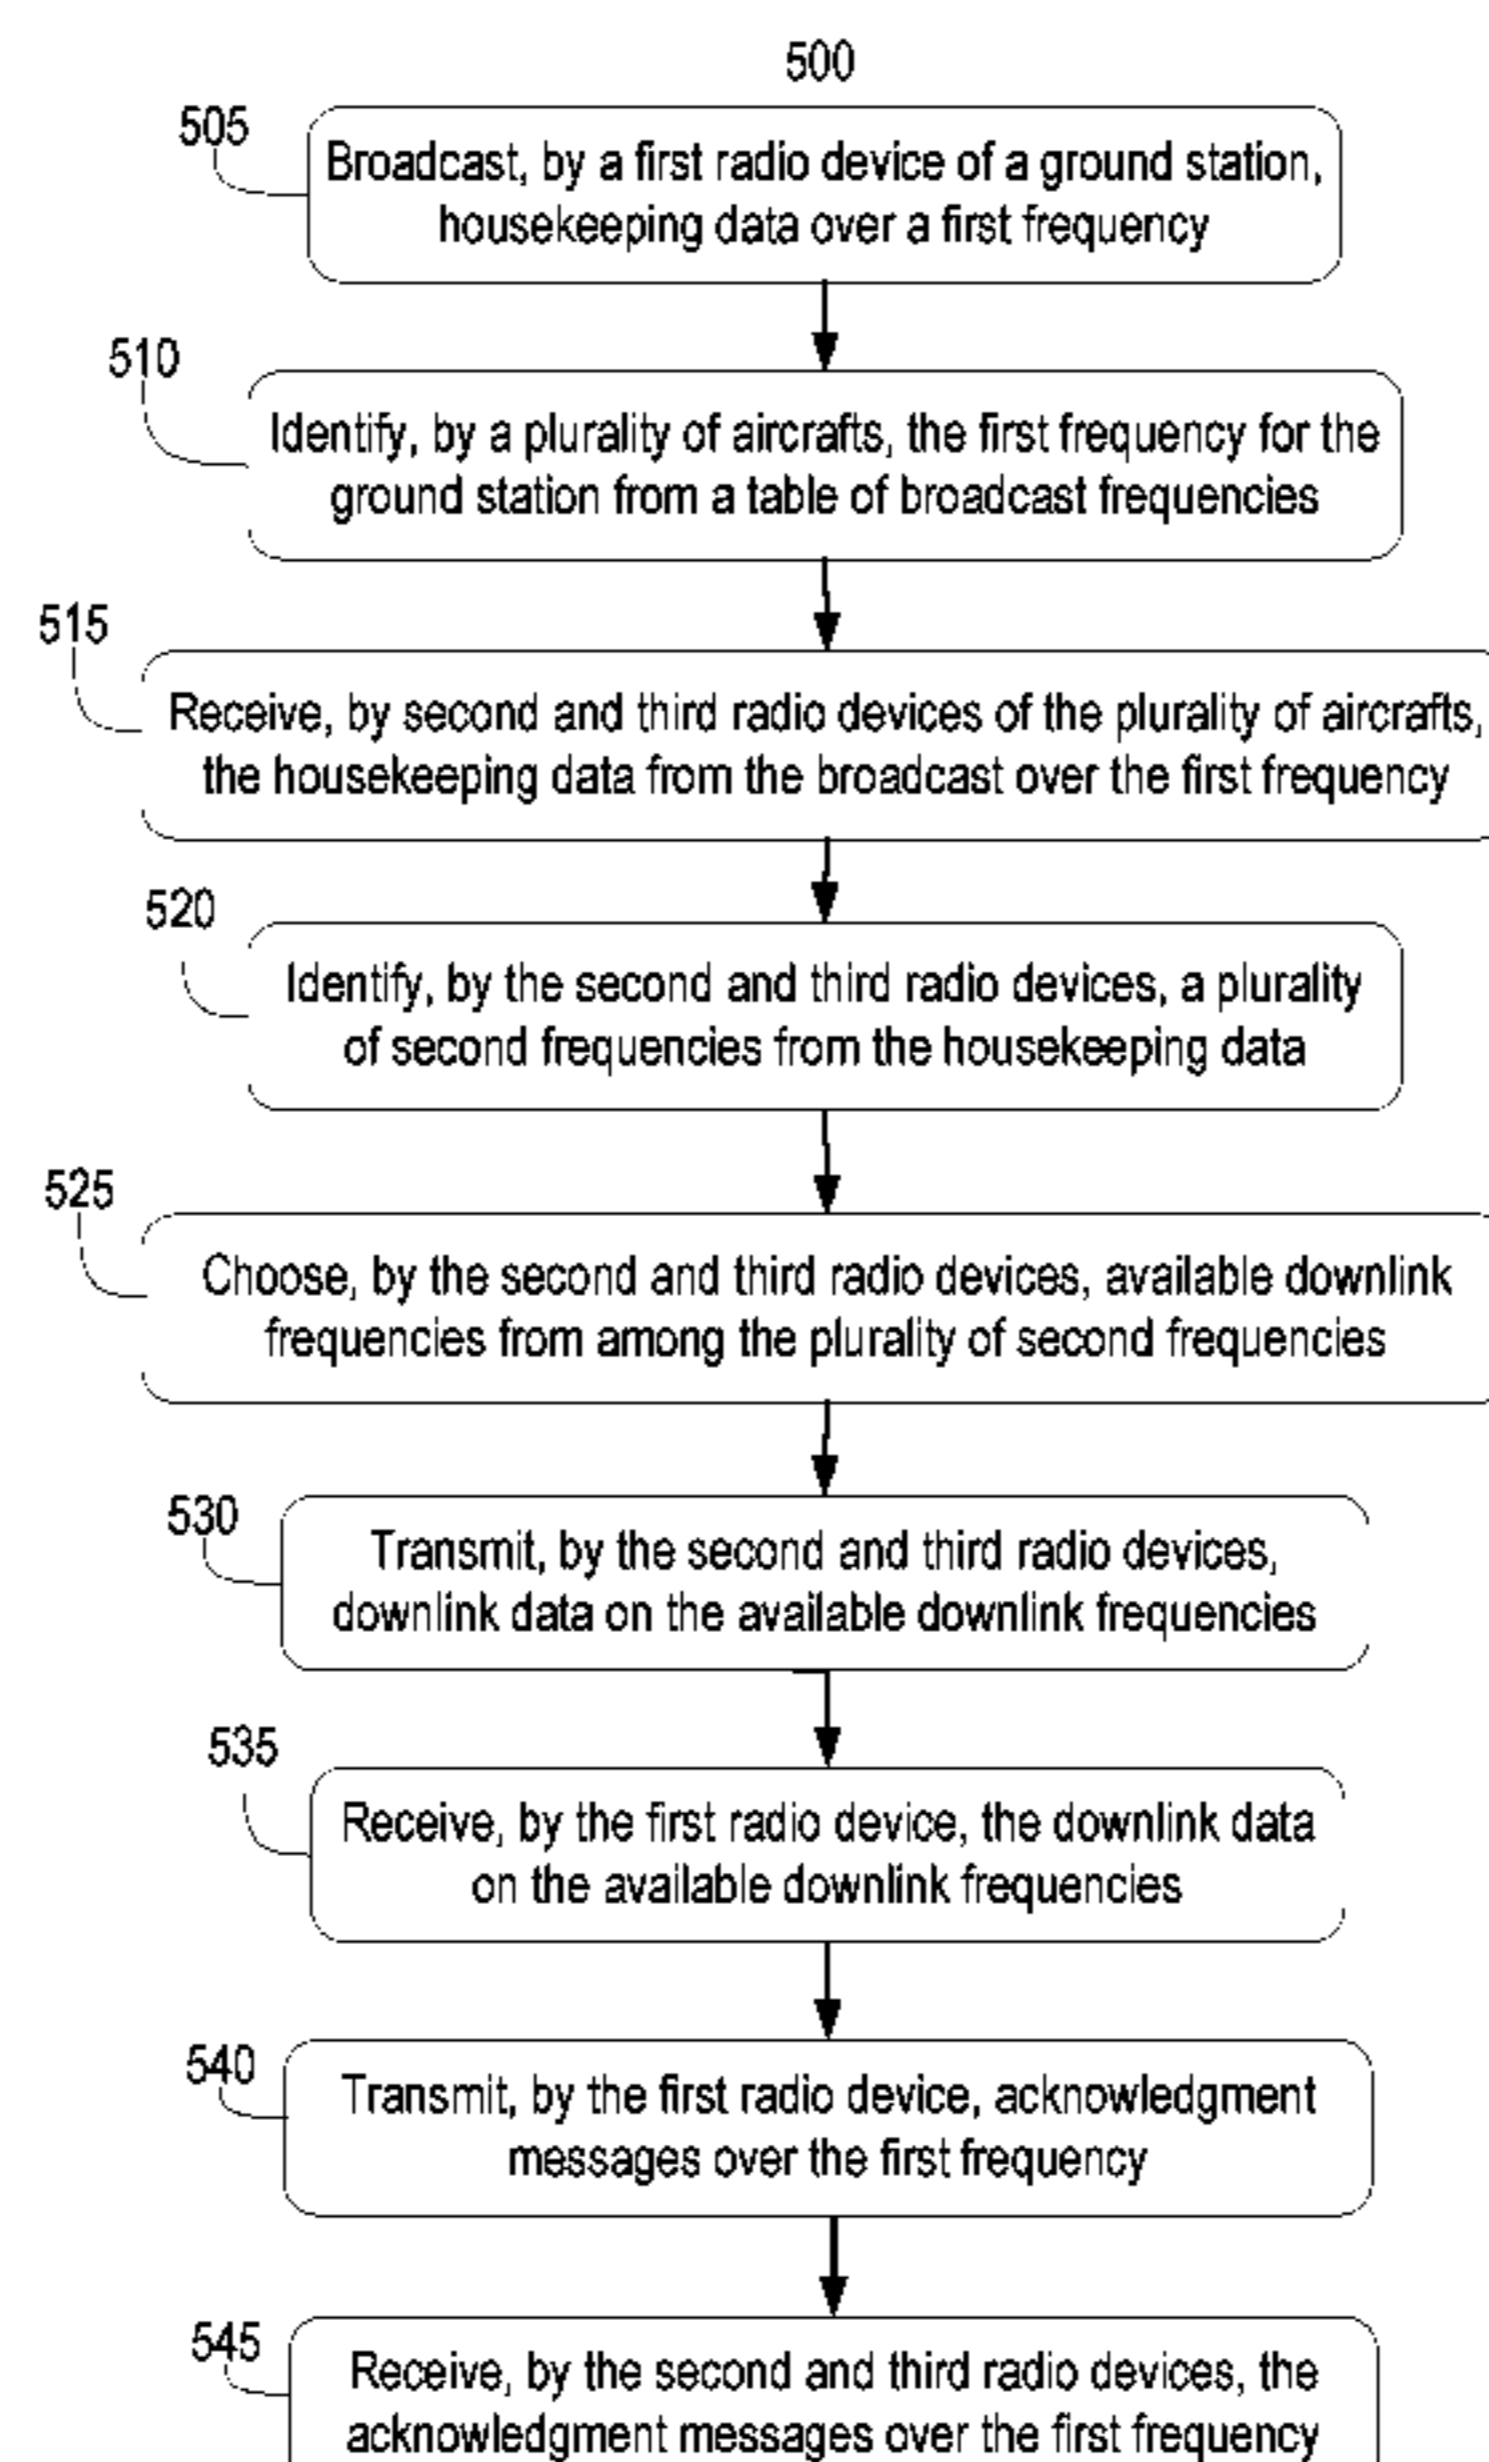 500
505
Broadcast, by a first radio device of a ground station,
housekeeping data over a first frequency
510
Identify, by a plurality of aircrafts, the first frequency for the
ground station from a table of broadcast frequencies
515
Receive, by second and third radio devices of the plurality of aircrafts,
the housekeeping data from the broadcast over the first frequency
520
Identify, by the second and third radio devices, a plurality
of second frequencies from the housekeeping data
525
Choose, by the second and third radio devices, available downlink
frequencies from among the plurality of second frequencies
530
Transmit, by the second and third radio devices,
downlink data on the available downlink frequencies
535
Receive, by the first radio device, the downlink data
on the available downlink frequencies
540
Transmit, by the first radio device, acknowledgment
messages over the first frequency
545
Receive, by the second and third radio devices, the
acknowledgment messages over the first frequency